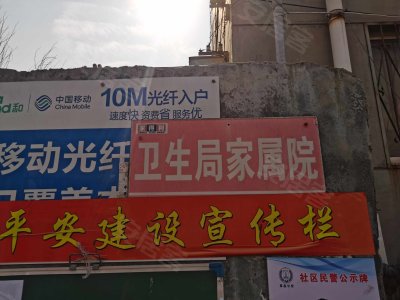 和
中国移动
China Mobile
10M光纤入户
速度快 资费省 服务优
移动光纤
卫生局家属院
平安建设宣传栏
社区民警公示牌